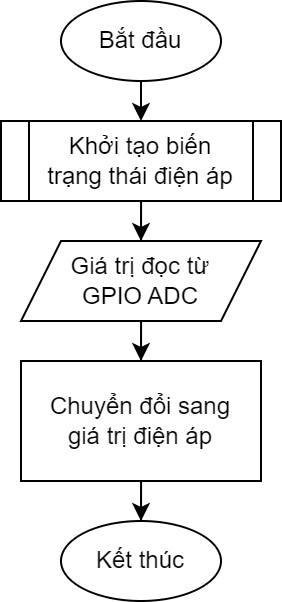 Bắt đầu
Khởi tạo biến
trạng thái điện áp
Giá trị đọc từ
GPIO ADC
Chuyển đổi sang
giá trị điện áp
Kết thúc